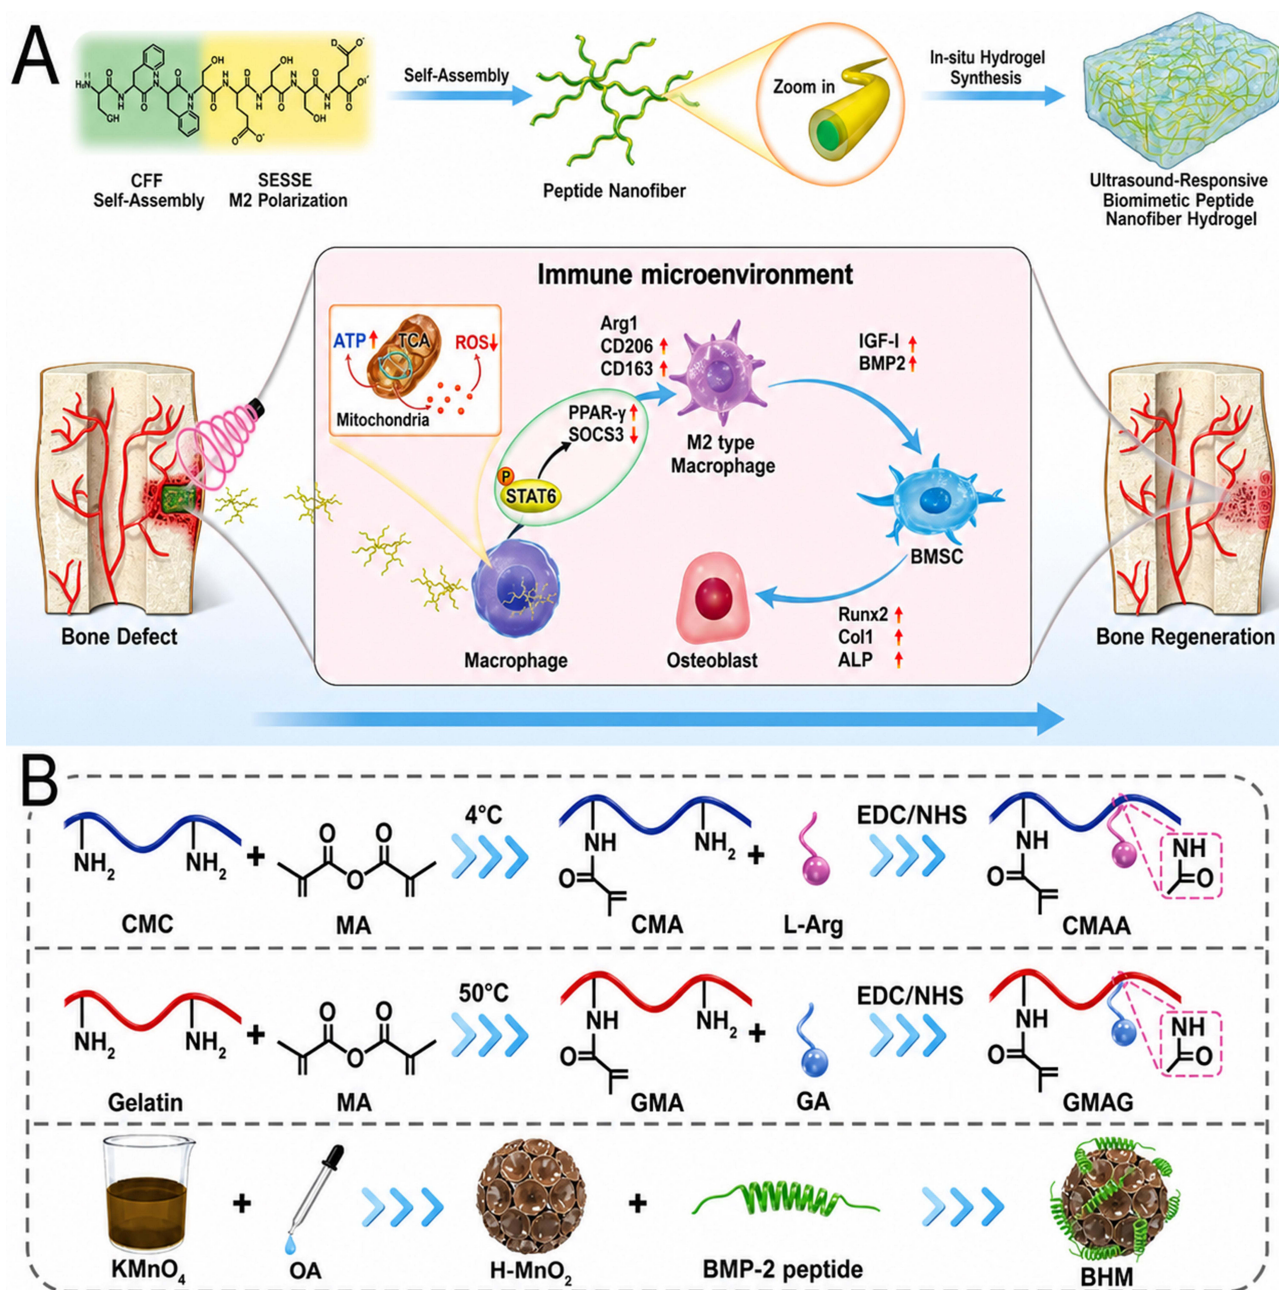 A
H
H₂N
OH
OH
D
O⁻
O
OH
O⁻
CFF
Self-Assembly
SESSE
M2 Polarization
Self-Assembly
Peptide Nanofiber
Zoom in
In-situ Hydrogel
Synthesis
Ultrasound-Responsive
Biomimetic Peptide
Nanofiber Hydrogel
Immune microenvironment
ATP
TCA
ROS
Mitochondria
Arg1
CD206
CD163
PPAR-γ
SOCS3
P
STAT6
M2 type
Macrophage
IGF-I
BMP2
BMSC
Macrophage
Osteoblast
Runx2
Col1
ALP
Bone Defect
Bone Regeneration
B
NH₂
NH₂
CMC
+
O O
O
MA
4°C
NH
O
NH₂
CMA
+
L-Arg
EDC/NHS
NH
O
NH
O
CMAA
NH₂
NH₂
Gelatin
+
O O
O
MA
50°C
NH
O
NH₂
GMA
+
GA
EDC/NHS
NH
O
NH
O
GMAG
KMnO₄
+
OA
H-MnO₂
+
BMP-2 peptide
BHM